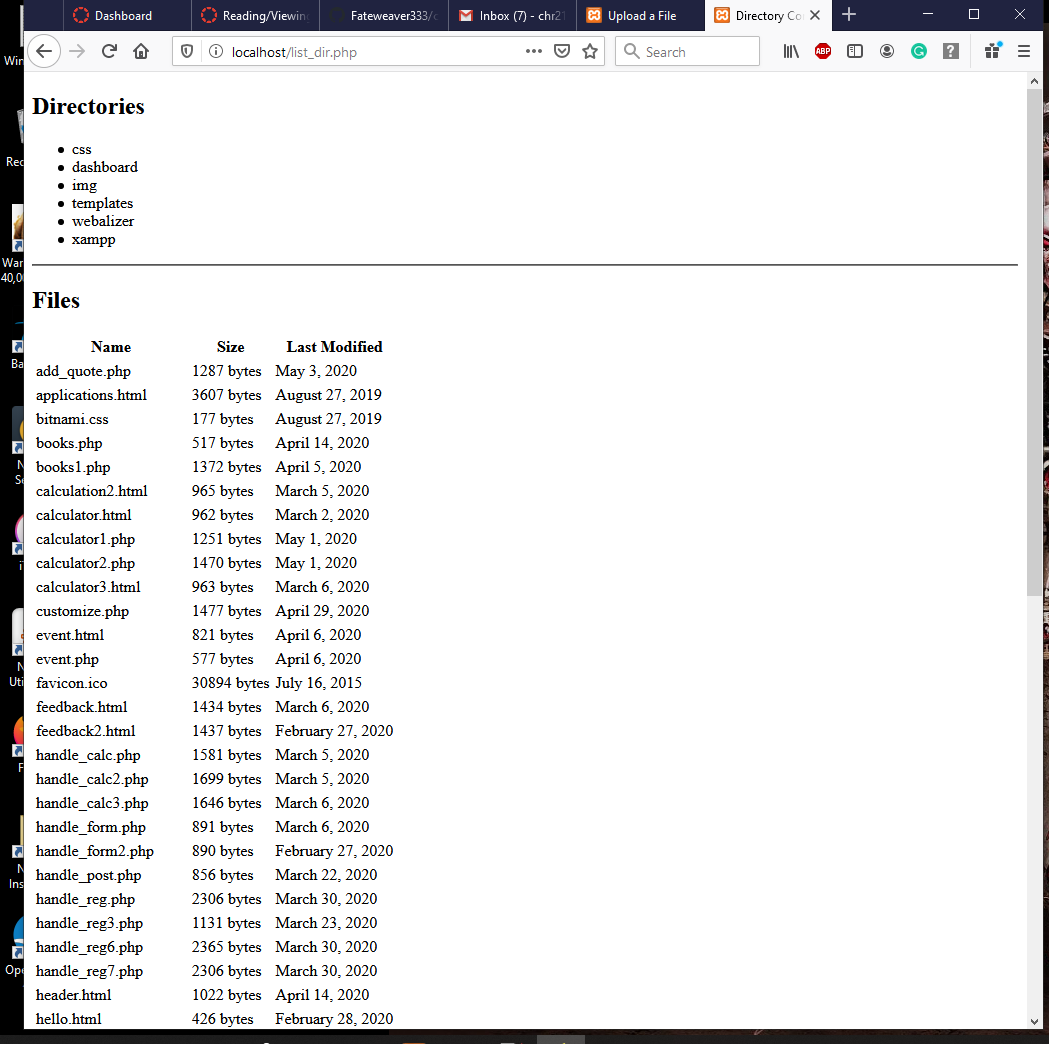 Dashboard
Reading/Viewin
Fateweaver333/c
Inbox (7) - chr21
Upload a File
Directory Co
localhost/list_dir.php
Search
ABP
Directories
css
dashboard
img
templates
webalizer
xampp
Files
Name Size Last Modified
add_quote.php 1287 bytes May 3, 2020
applications.html 3607 bytes August 27, 2019
bitnami.css 177 bytes August 27, 2019
books.php 517 bytes April 14, 2020
books1.php 1372 bytes April 5, 2020
calculation2.html 965 bytes March 5, 2020
calculator.html 962 bytes March 2, 2020
calculator1.php 1251 bytes May 1, 2020
calculator2.php 1470 bytes May 1, 2020
calculator3.html 963 bytes March 6, 2020
customize.php 1477 bytes April 29, 2020
event.html 821 bytes April 6, 2020
event.php 577 bytes April 6, 2020
favicon.ico 30894 bytes July 16, 2015
feedback.html 1434 bytes March 6, 2020
feedback2.html 1437 bytes February 27, 2020
handle_calc.php 1581 bytes March 5, 2020
handle_calc2.php 1699 bytes March 5, 2020
handle_calc3.php 1646 bytes March 6, 2020
handle_form.php 891 bytes March 6, 2020
handle_form2.php 890 bytes February 27, 2020
handle_post.php 856 bytes March 22, 2020
handle_reg.php 2306 bytes March 30, 2020
handle_reg3.php 1131 bytes March 23, 2020
handle_reg6.php 2365 bytes March 30, 2020
handle_reg7.php 2306 bytes March 30, 2020
header.html 1022 bytes April 14, 2020
hello.html 426 bytes February 28, 2020
Win
Rec
War
40,0
Ba
N
Se
N
Uti
F
N
Ins
Ope